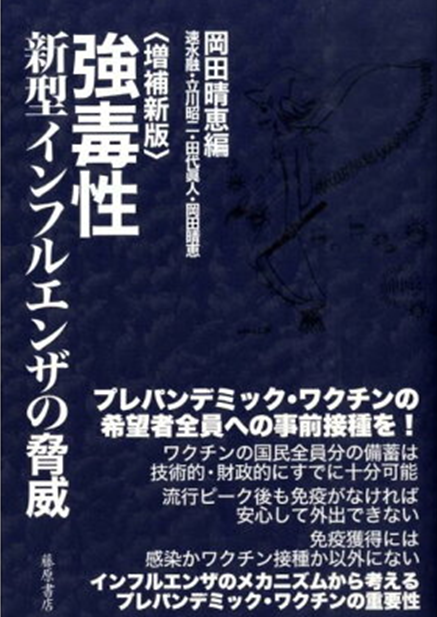 岡田晴恵編
速水融・立川昭二・田代眞人・岡田晴恵
〈増補新版〉
強毒性
新型インフルエンザの脅威
プレパンデミック・ワクチンの
希望者全員への事前接種を！
ワクチンの国民全員分の備蓄は
技術的・財政的にすでに十分可能
流行ピーク後も免疫がなければ
安心して外出できない
免疫獲得には
感染かワクチン接種か以外にない
インフルエンザのメカニズムから考える
プレパンデミック・ワクチンの重要性
藤原書店